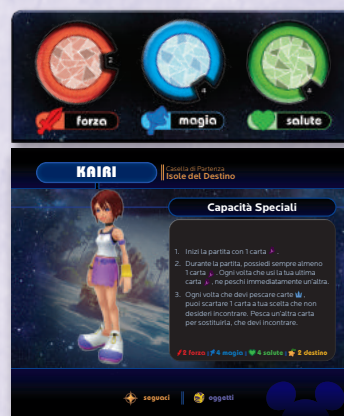 2
4
4
forza
magia
salute
KAIRI
Casella di Partenza
Isole del Destino
Capacità Speciali
1. Inizi la partita con 1 carta .
2. Durante la partita, possiedi sempre almeno
1 carta . Ogni volta che usi la tua ultima
carta , ne peschi immediatamente un'altra.
3. Ogni volta che devi pescare carte ,
puoi scartare 1 carta a tua scelta che non
desideri incontrare. Pesca un'altra carta
per sostituirla, che devi incontrare.
2 forza ; 4 magia ; 4 salute ; 2 destino
seguaci
oggetti